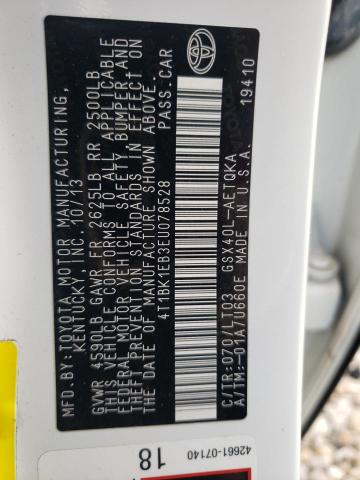 MFD. BY: TOYOTA MOTOR MANUFACTURING,
KENTUCKY, INC. 10/13
GVWR 4530LB GAWR FR 2625LB RR 2500LB
THIS VEHICLE CONFORMS TO ALL APPLICABLE
FEDERAL MOTOR VEHICLE SAFETY, BUMPER, AND
THEFT PREVENTION STANDARDS IN EFFECT ON
THE DATE OF MANUFACTURE SHOWN ABOVE.
4T1BK1EB3EU078528 PASS.CAR
C/TR:070/LT03 GSX40L-AETQKA
A/TM:-01A/U660E MADE IN U.S.A.
19410
42661-07140
18